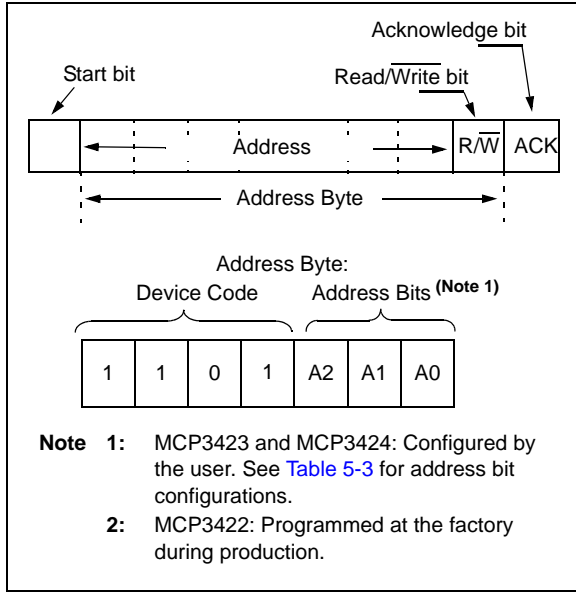 Acknowledge bit
Start bit
Read/Write bit
Address
R/W
ACK
Address Byte
Address Byte:
Device Code
Address Bits (Note 1)
1 1 0 1 A2 A1 A0
Note 1: MCP3423 and MCP3424: Configured by
the user. See Table 5-3 for address bit
configurations.
2: MCP3422: Programmed at the factory
during production.